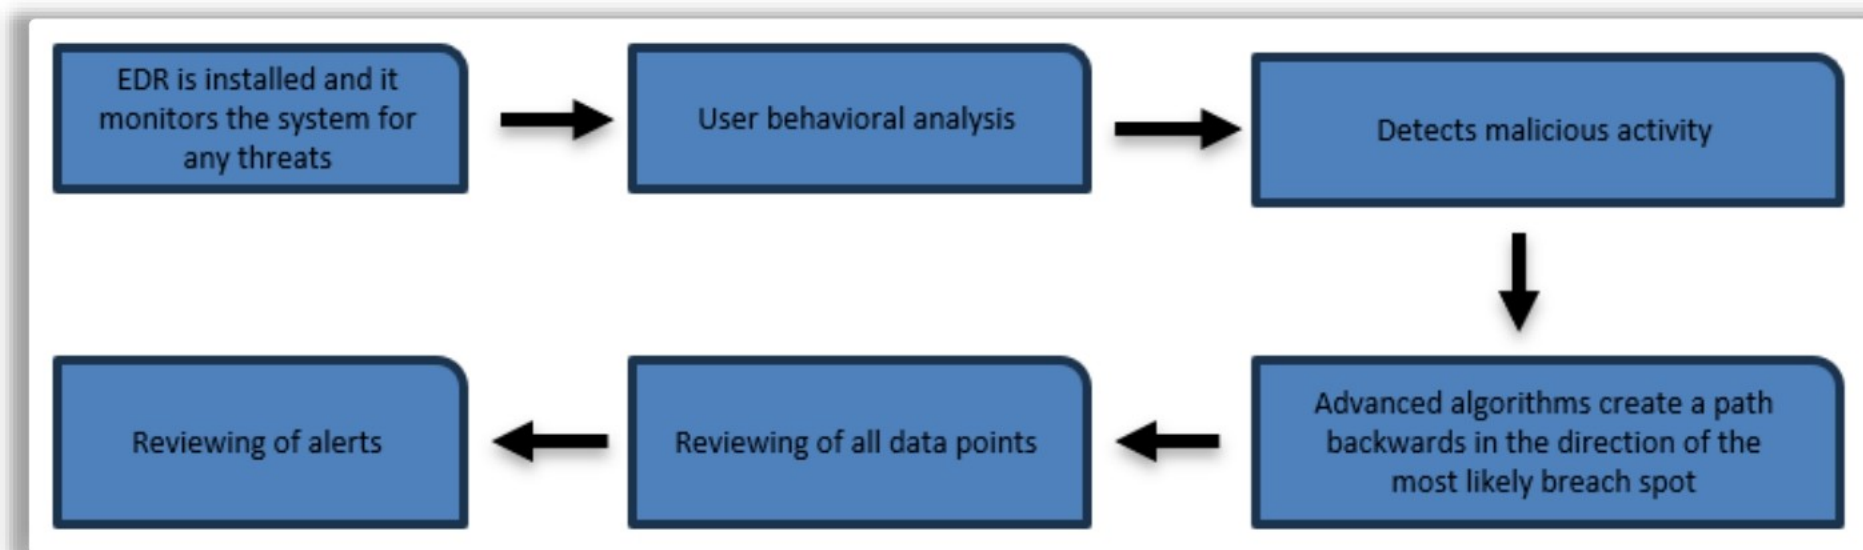 EDR is installed and it
monitors the system for
any threats
User behavioral analysis
Detects malicious activity
Advanced algorithms create a path
backwards in the direction of the
most likely breach spot
Reviewing of all data points
Reviewing of alerts